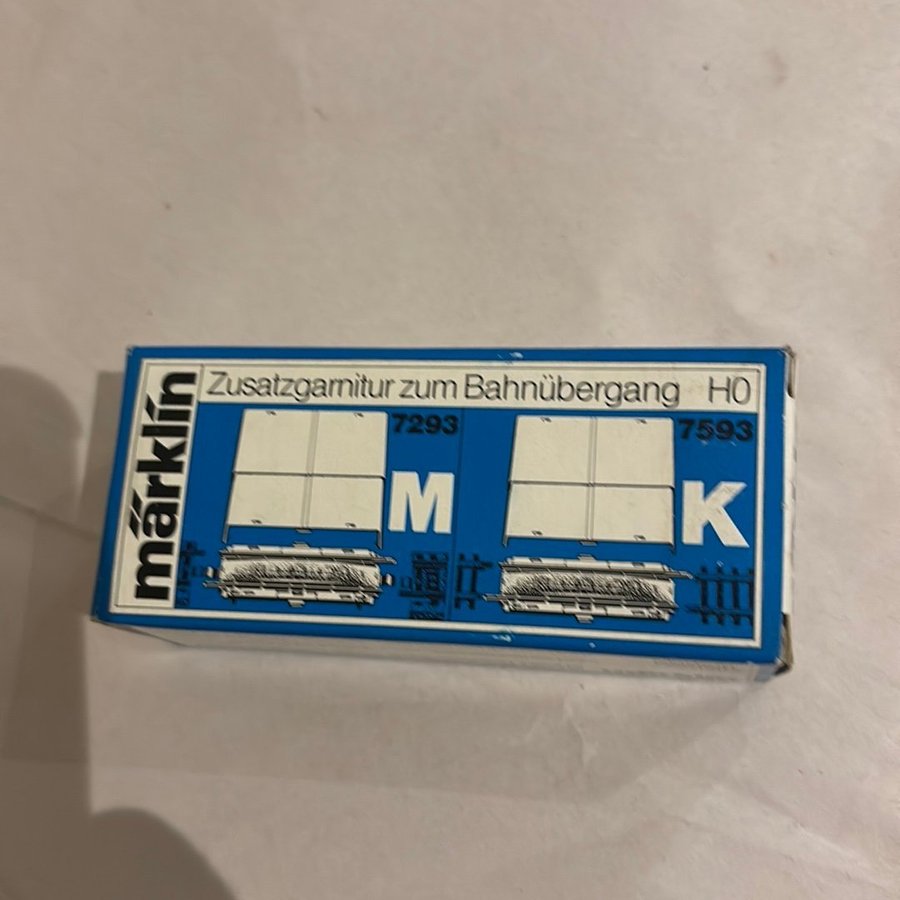 märklin
Zusatzgarnitur zum Bahnübergang H0
7293
M
7593
K